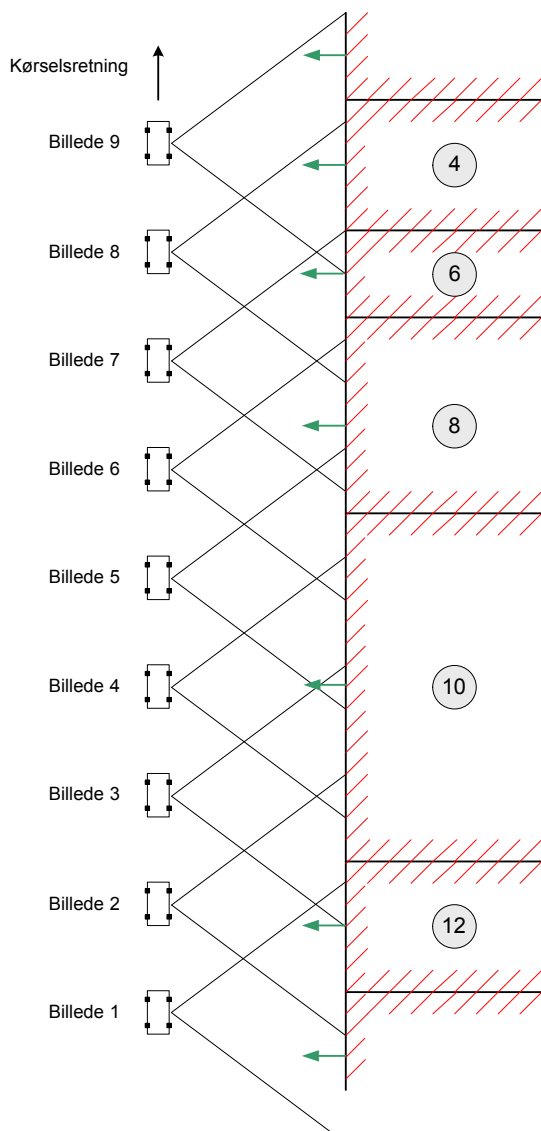 Kørselsretning
Billede 9
4
Billede 8
6
Billede 7
8
Billede 6
Billede 5
Billede 4
10
Billede 3
Billede 2
12
Billede 1